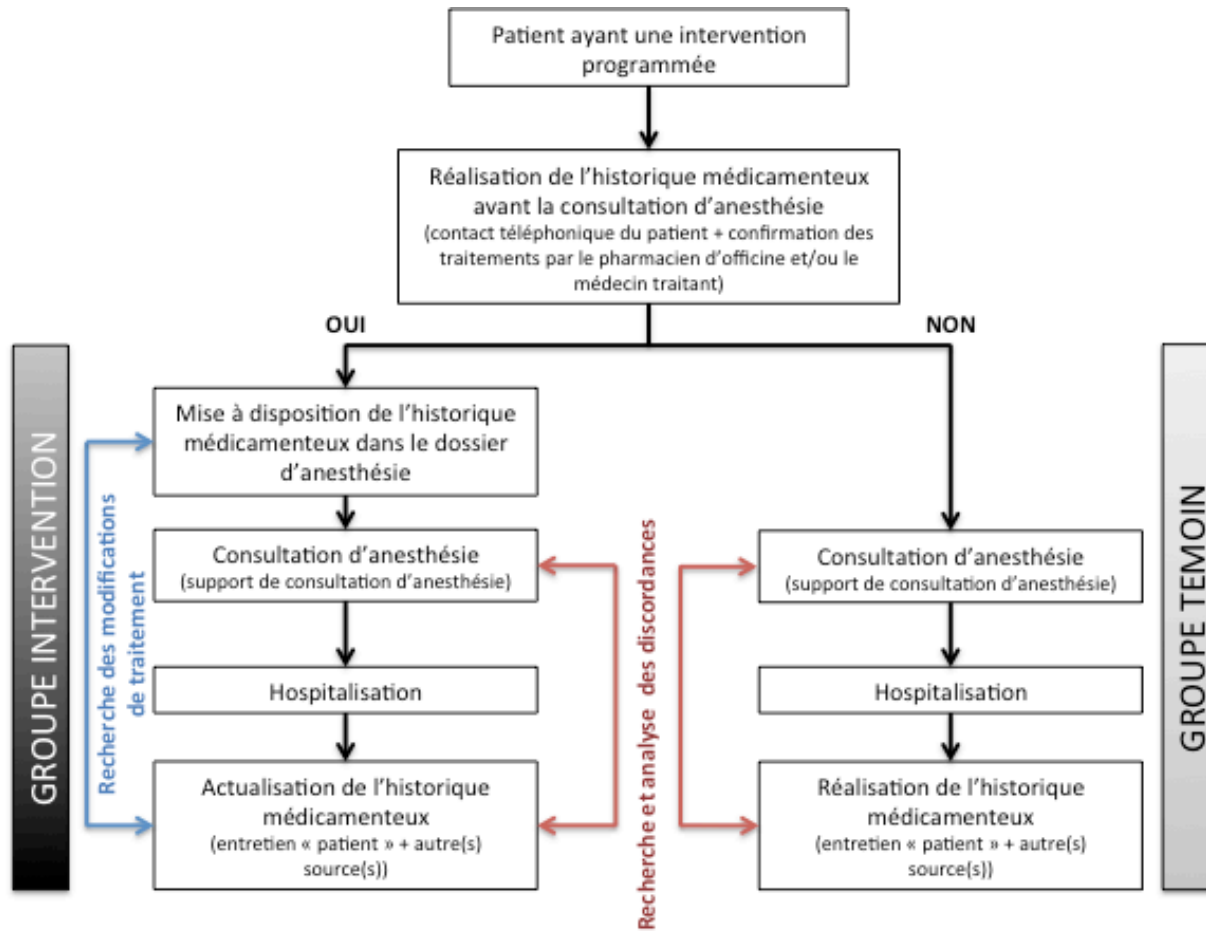 Patient ayant une intervention
programmée
Réalisation de l'historique médicamenteux
avant la consultation d'anesthésie
(contact téléphonique du patient + confirmation des
traitements par le pharmacien d'officine et/ou le
médecin traitant)
OUI
NON
GROUPE INTERVENTION
Recherche des modifications
de traitement
Mise à disposition de l'historique
médicamenteux dans le dossier
d'anesthésie
Consultation d'anesthésie
(support de consultation d'anesthésie)
Hospitalisation
Actualisation de l'historique
médicamenteux
(entretien « patient » + autre(s)
source(s))
Recherche et analyse des discordances
Consultation d'anesthésie
(support de consultation d'anesthésie)
Hospitalisation
Réalisation de l'historique
médicamenteux
(entretien « patient » + autre(s)
source(s))
GROUPE TEMOIN